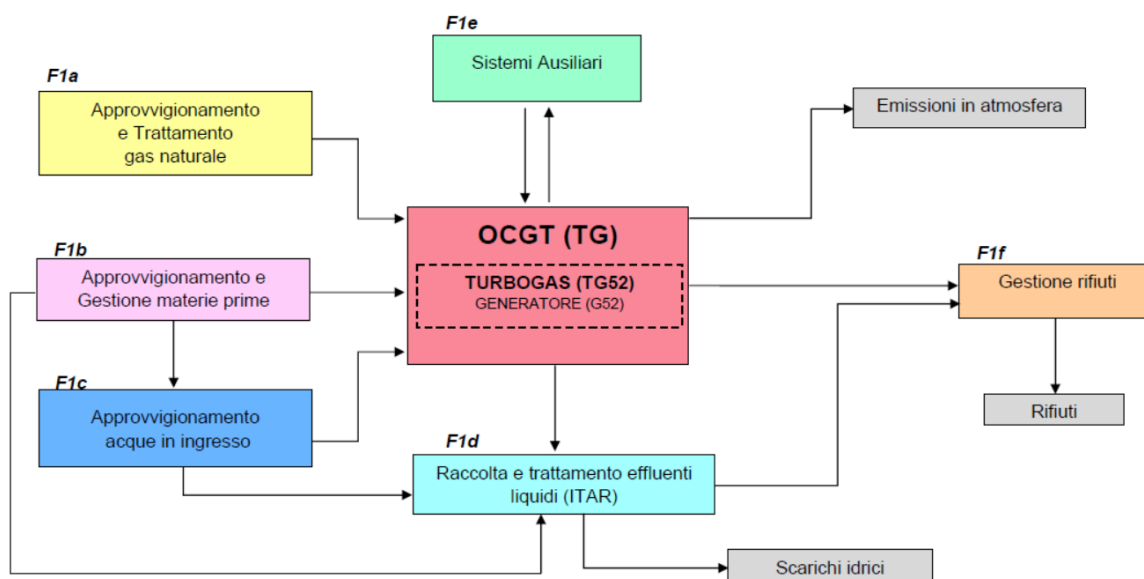 F1e
Sistemi Ausiliari
F1a
Approvvigionamento
e Trattamento
gas naturale
Emissioni in atmosfera
OCGT (TG)
TURBOGAS (TG52)
GENERATORE (G52)
F1b
Approvvigionamento e
Gestione materie prime
F1f
Gestione rifiuti
F1c
Approvvigionamento
acque in ingresso
Rifiuti
F1d
Raccolta e trattamento effluenti
liquidi (ITAR)
Scarichi idrici